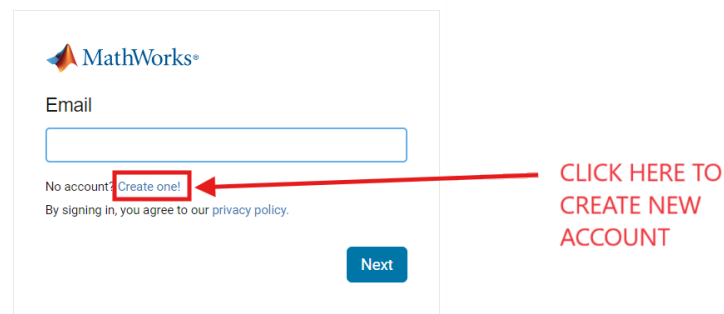 MathWorks®
Email
No account? Create one!
By signing in, you agree to our privacy policy.
Next
CLICK HERE TO
CREATE NEW
ACCOUNT